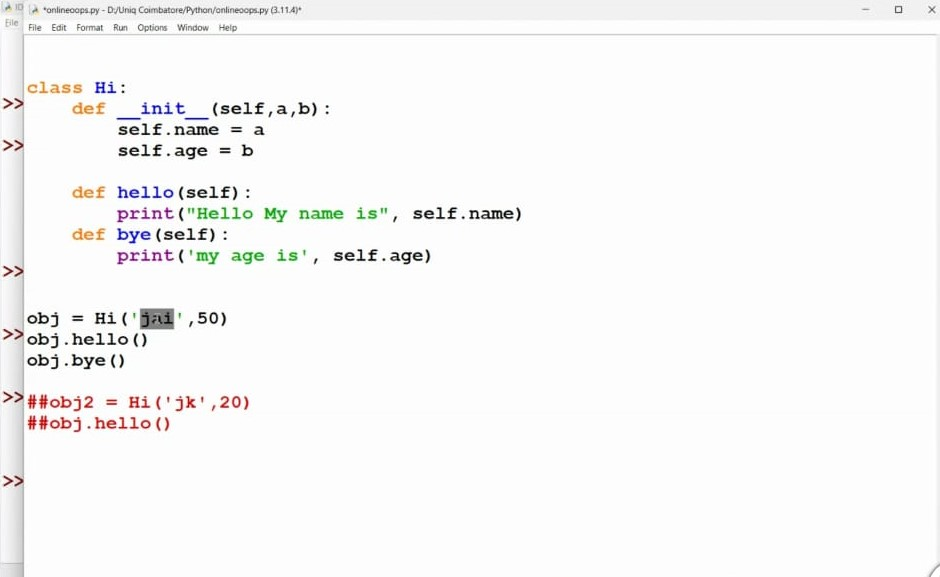 ID
File
*onlineoops.py - D:/Uniq Coimbatore/Python/onlineoops.py (3.11.4)*
File Edit Format Run Options Window Help
class Hi:
    def __init__(self,a,b):
>>
        self.name = a
>>
        self.age = b
    def hello(self):
        print("Hello My name is", self.name)
    def bye(self):
        print('my age is', self.age)
>>
obj = Hi('jai',50)
>>
obj.hello()
obj.bye()
>>
##obj2 = Hi('jk',20)
##obj.hello()
>>